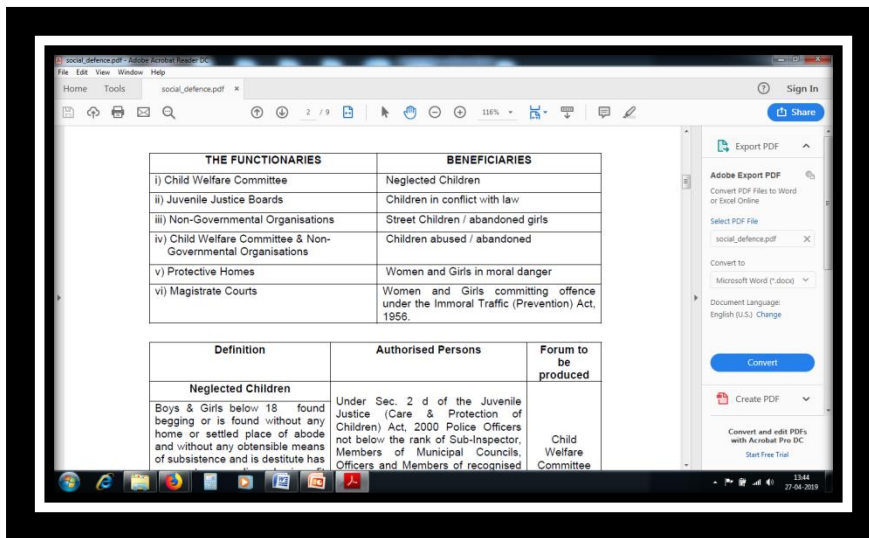 social_defence.pdf - Adobe Acrobat Reader DC
File Edit View Window Help
Home Tools social_defence.pdf × Sign In
2 / 9 116% Share
THE FUNCTIONARIES BENEFICIARIES
i) Child Welfare Committee Neglected Children
ii) Juvenile Justice Boards Children in conflict with law
iii) Non-Governmental Organisations Street Children / abandoned girls
iv) Child Welfare Committee & Non- Children abused / abandoned
Governmental Organisations
v) Protective Homes Women and Girls in moral danger
vi) Magistrate Courts Women and Girls committing offence
under the Immoral Traffic (Prevention) Act,
1956.
Definition Authorised Persons Forum to
be
produced
Neglected Children
Boys & Girls below 18 found
begging or is found without any
home or settled place of abode
and without any obtensible means
of subsistence and is destitute has
Under Sec. 2 d of the Juvenile
Justice (Care & Protection of
Children) Act, 2000 Police Officers
not below the rank of Sub-Inspector,
Members of Municipal Councils,
Officers and Members of recognised
Child
Welfare
Committee
Export PDF
Adobe Export PDF
Convert PDF Files to Word
or Excel Online
Select PDF File
social_defence.pdf X
Convert to
Microsoft Word (*.docx)
Document Language:
English (U.S.) Change
Convert
Create PDF
Convert and edit PDFs
with Acrobat Pro DC
Start Free Trial
13:44
27-04-2019